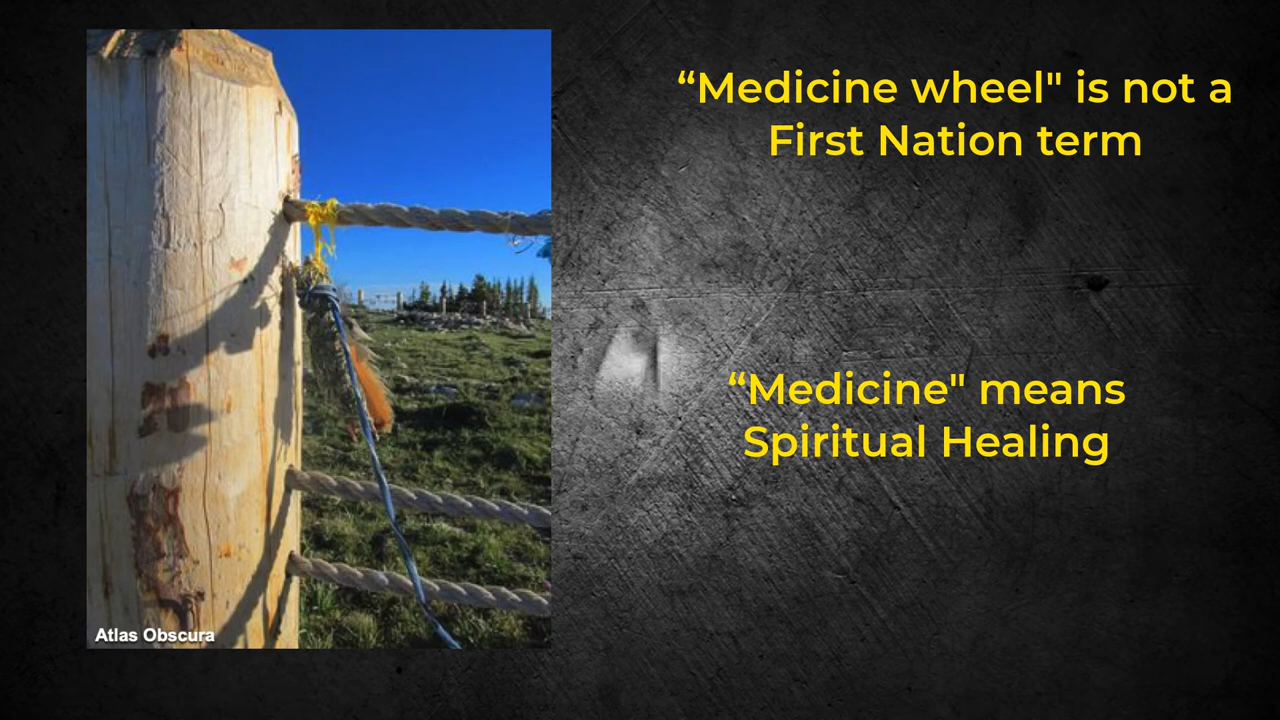 “Medicine wheel" is not a
First Nation term
“Medicine" means
Spiritual Healing
Atlas Obscura